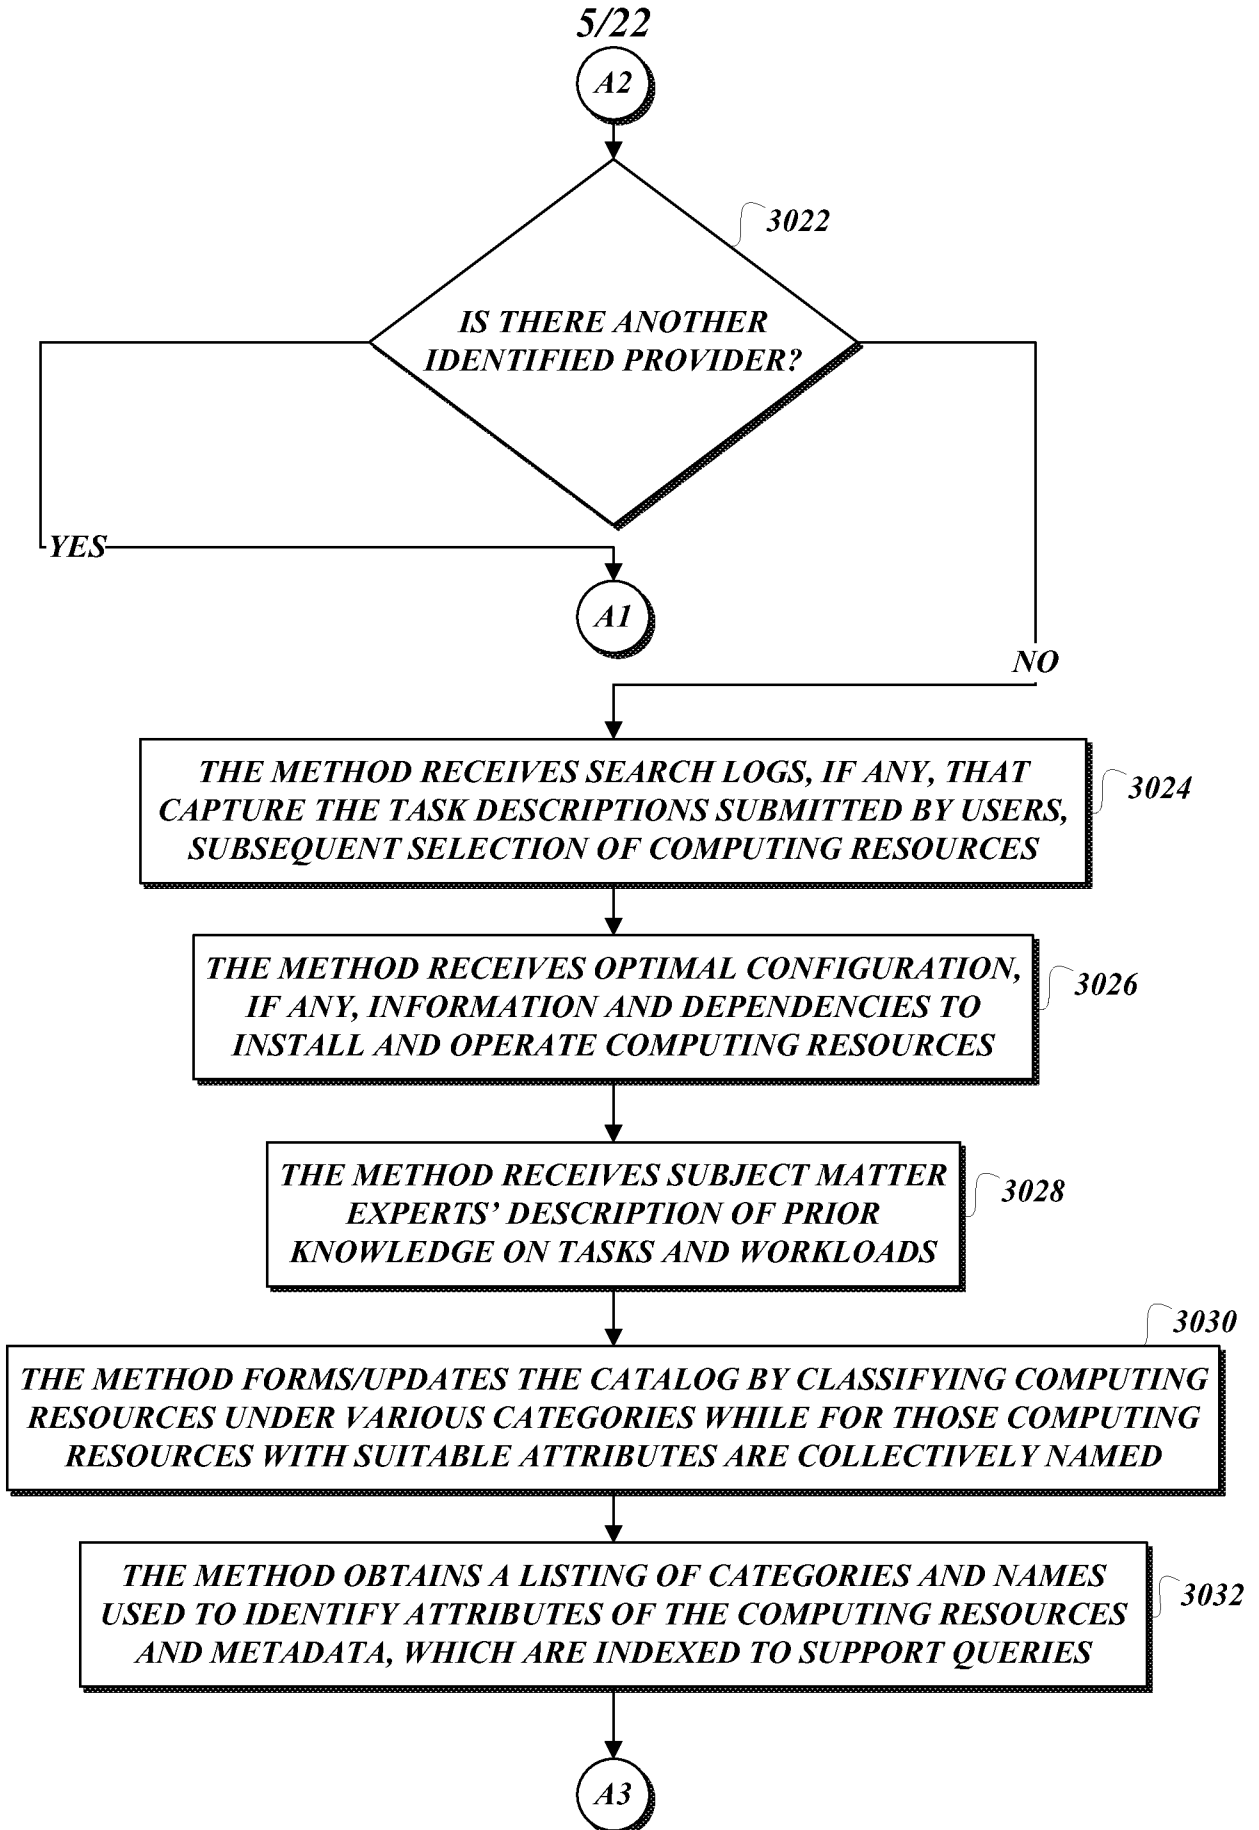 5/22
A2
3022
IS THERE ANOTHER
IDENTIFIED PROVIDER?
YES
A1
NO
THE METHOD RECEIVES SEARCH LOGS, IF ANY, THAT
CAPTURE THE TASK DESCRIPTIONS SUBMITTED BY USERS,
SUBSEQUENT SELECTION OF COMPUTING RESOURCES
3024
THE METHOD RECEIVES OPTIMAL CONFIGURATION,
IF ANY, INFORMATION AND DEPENDENCIES TO
INSTALL AND OPERATE COMPUTING RESOURCES
3026
THE METHOD RECEIVES SUBJECT MATTER
EXPERTS’ DESCRIPTION OF PRIOR
KNOWLEDGE ON TASKS AND WORKLOADS
3028
3030
THE METHOD FORMS/UPDATES THE CATALOG BY CLASSIFYING COMPUTING
RESOURCES UNDER VARIOUS CATEGORIES WHILE FOR THOSE COMPUTING
RESOURCES WITH SUITABLE ATTRIBUTES ARE COLLECTIVELY NAMED
THE METHOD OBTAINS A LISTING OF CATEGORIES AND NAMES
USED TO IDENTIFY ATTRIBUTES OF THE COMPUTING RESOURCES
AND METADATA, WHICH ARE INDEXED TO SUPPORT QUERIES
3032
A3